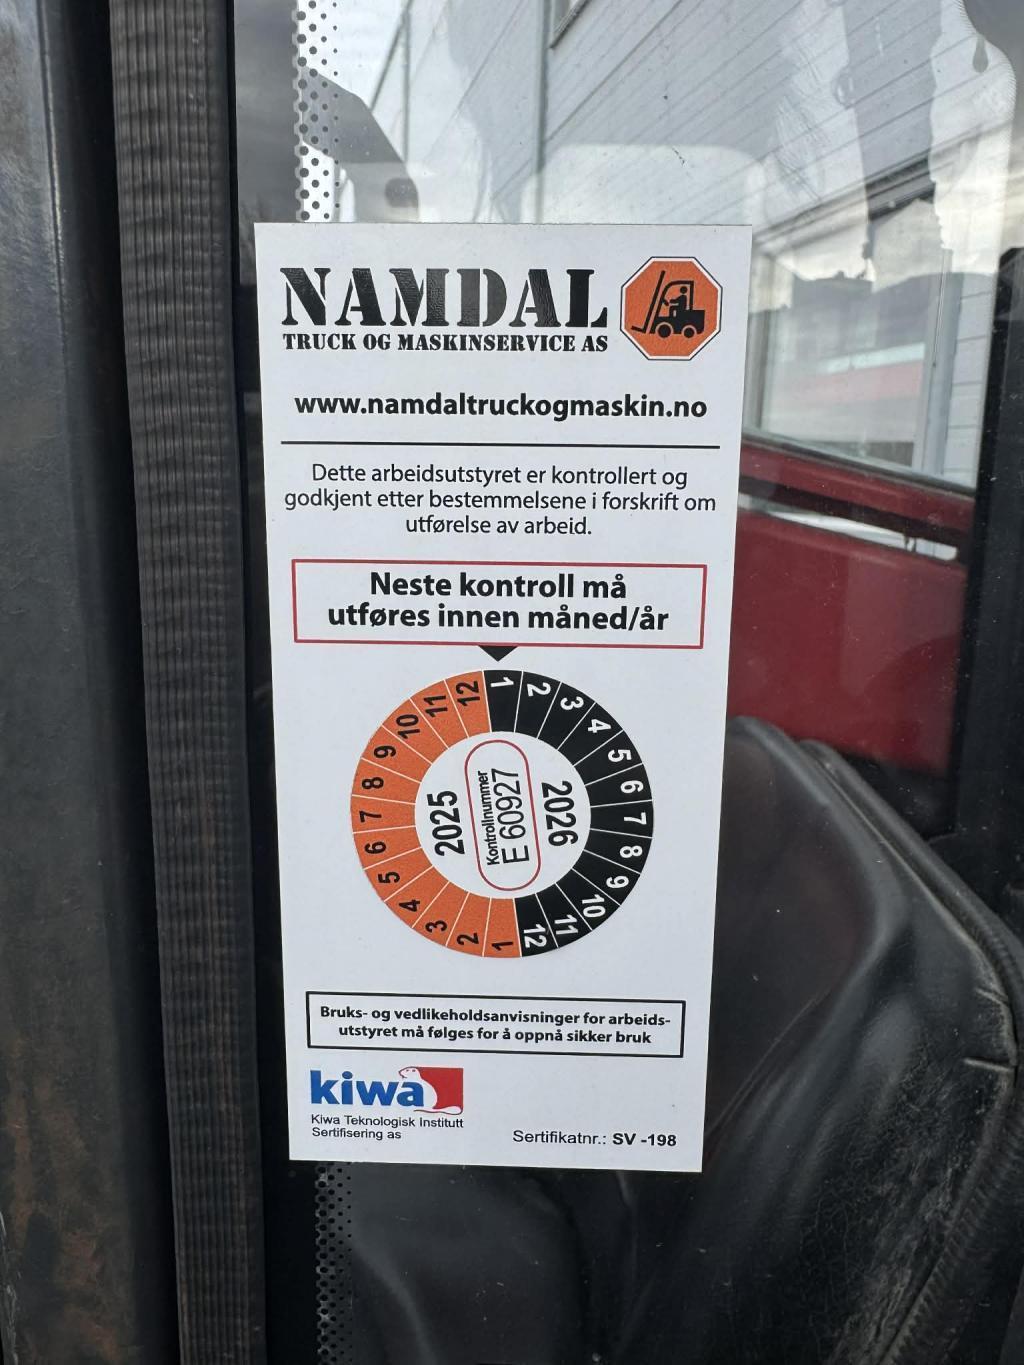 NAMDAL
TRUCK OG MASKINSERVICE AS
www.namdaltruckogmaskin.no
Dette arbeidsutstyret er kontrollert og
godkjent etter bestemmelsene i forskrift om
utførelse av arbeid.
Neste kontroll må
utføres innen måned/år
1 2 3 4 5 6 7 8 9 10 11 12
1 2 3 4 5 6 7 8 9 10 11 12
2025
Kontrollnummer
E 60927
2026
Bruks- og vedlikeholdsanvisninger for arbeids-
utstyret må følges for å oppnå sikker bruk
kiwa
Kiwa Teknologisk Institutt
Sertifisering as
Sertifikatnr.: SV -198